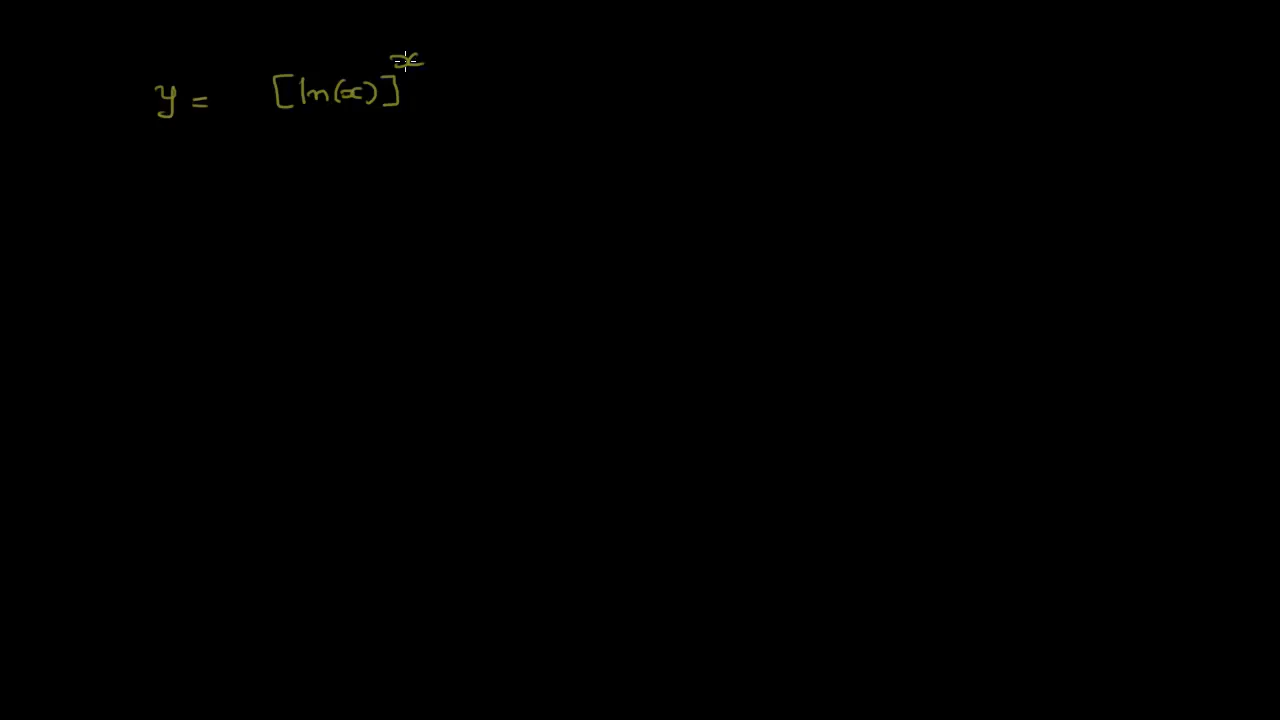 y = [ln(x)]^x